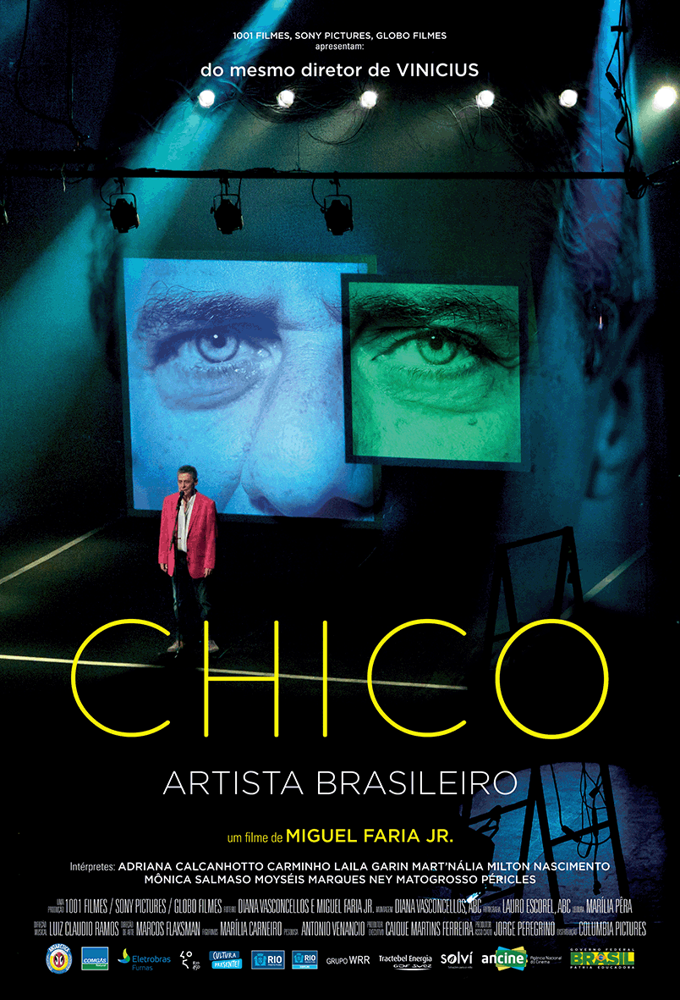 1001 FILMES, SONY PICTURES, GLOBO FILMES
apresentam:
do mesmo diretor de VINICIUS
CHICO
ARTISTA BRASILEIRO
um filme de MIGUEL FARIA JR.
Intérpretes: ADRIANA CALCANHOTTO CARMINHO LAILA GARIN MART'NÁLIA MILTON NASCIMENTO
MÔNICA SALMASO MOYSÉIS MARQUES NEY MATOGROSSO PÉRICLES
UMA PRODUÇÃO 1001 FILMES / SONY PICTURES / GLOBO FILMES ROTEIRO DIANA VASCONCELLOS E MIGUEL FARIA JR. MONTAGEM DIANA VASCONCELLOS, ABC LAURO ESCOREL, ABC MARÍLIA PÊRA
DIREÇÃO MUSICAL LUIZ CLAUDIO RAMOS DIREÇÃO DE ARTE MARCOS FLAKSMAN FIGURINOS MARÍLIA CARNEIRO PESQUISA ANTONIO VENANCIO PRODUTOR EXECUTIVO CAIQUE MARTINS FERREIRA PRODUTOR ASSOCIADO JORGE PEREGRINO DISTRIBUIÇÃO COLUMBIA PICTURES
ANTARCTICA COMGÁS Natural Eletrobras Furnas CULTURA PRESENTE! RIO RIO GRUPO WRR Tractebel Energia GDF SUEZ solví ancine Agência Nacional do Cinema GOVERNO FEDERAL BRASIL PÁTRIA EDUCADORA